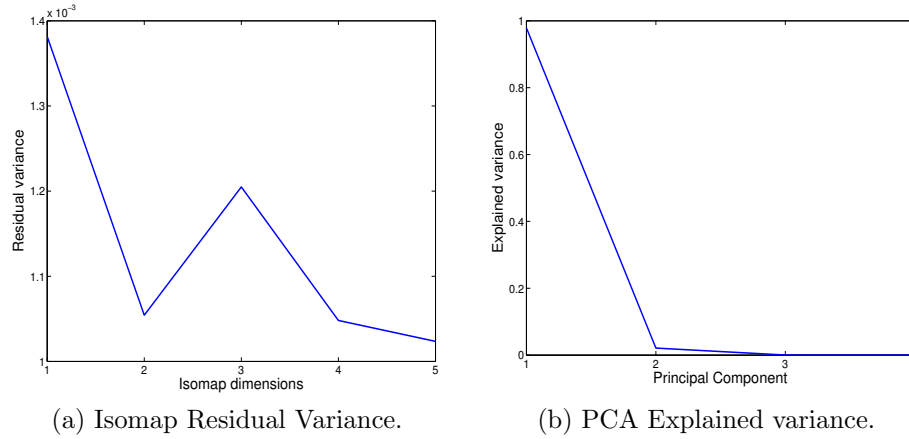 x 10⁻³
1.4
1.3
1.2
1.1
1
Residual variance
1 2 3 4 5
Isomap dimensions
(a) Isomap Residual Variance.
1
0.8
0.6
0.4
0.2
0
Explained variance
1 2 3
Principal Component
(b) PCA Explained variance.